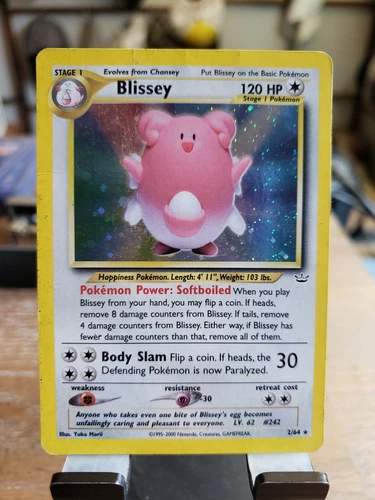 STAGE 1 Evolves from Chansey Put Blissey on the Basic Pokémon
Blissey 120 HP
Stage 1 Pokémon
Happiness Pokémon. Length: 4' 11", Weight: 103 lbs.
Pokémon Power: Softboiled When you play
Blissey from your hand, you may flip a coin. If heads,
remove 8 damage counters from Blissey. If tails, remove
4 damage counters from Blissey. Either way, if Blissey has
fewer damage counters than that, remove all of them.
Body Slam Flip a coin. If heads, the 30
Defending Pokémon is now Paralyzed.
weakness resistance retreat cost
-30
Anyone who takes even one bite of Blissey's egg becomes
unfailingly caring and pleasant to everyone. LV. 62 #242
Illus. Yuka Morii ©1995-2000 Nintendo, Creatures, GAMEFREAK. 2/64 ★